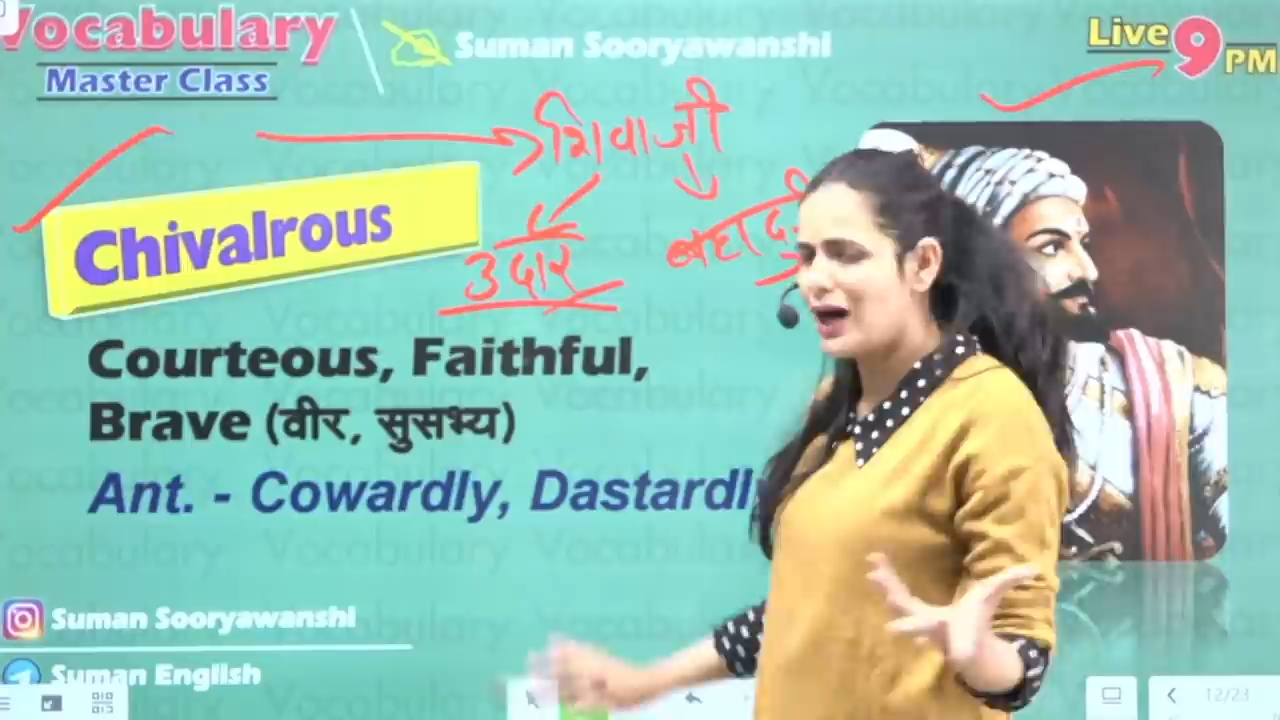 Vocabulary
Master Class
Suman Sooryawanshi
Live 9 PM
शिवाजी
Chivalrous
उदार
Courteous, Faithful,
Brave (वीर, सुसभ्य)
Ant. - Cowardly, Dastardl
Suman Sooryawanshi
Suman English
12/23